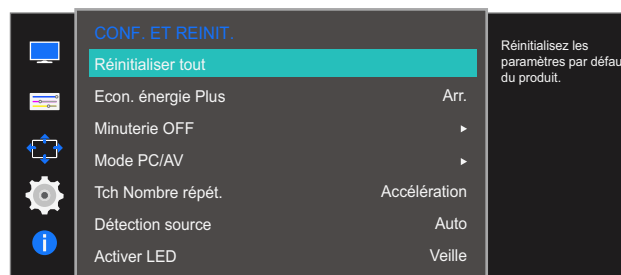 CONF. ET REINIT.
Réinitialiser tout
Econ. énergie Plus Arr.
Minuterie OFF
Mode PC/AV
Tch Nombre répét. Accélération
Détection source Auto
Activer LED Veille
Réinitialisez les
paramètres par défau
du produit.